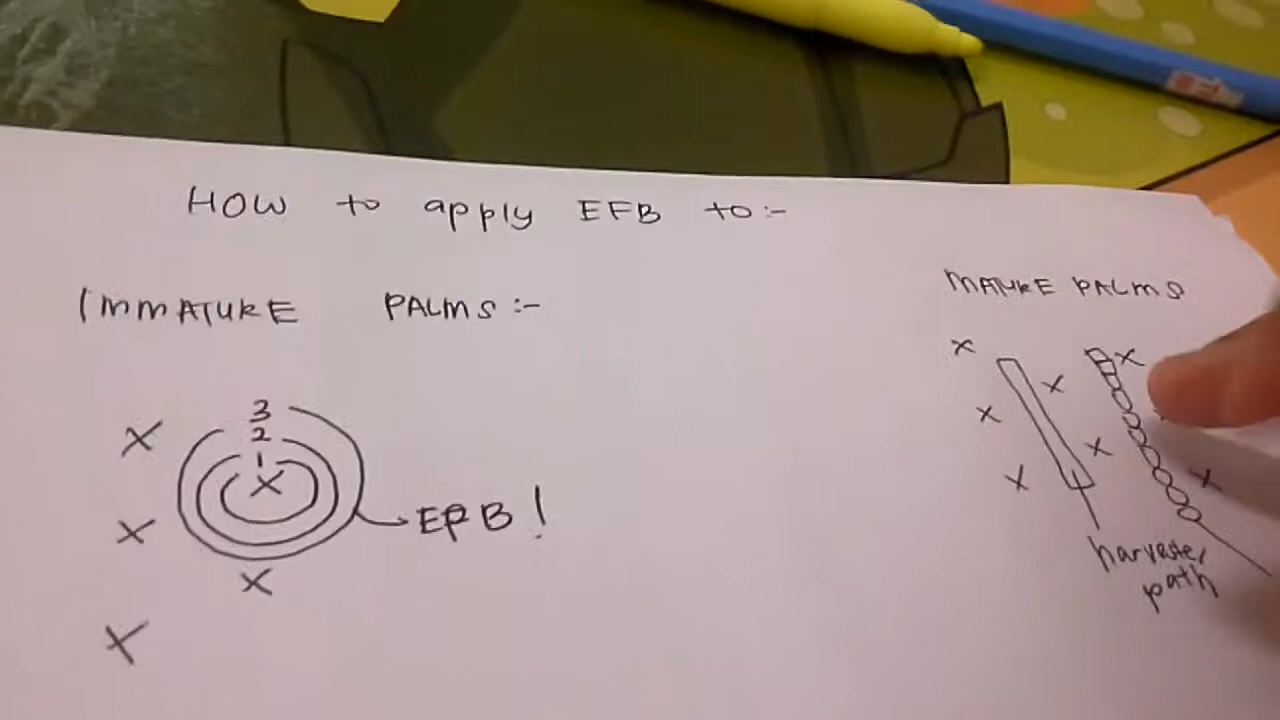 HOW to apply EFB to:-
IMMATURE PALMS :-
MATURE PALMS
3
2
1
EFB !
harvester
path